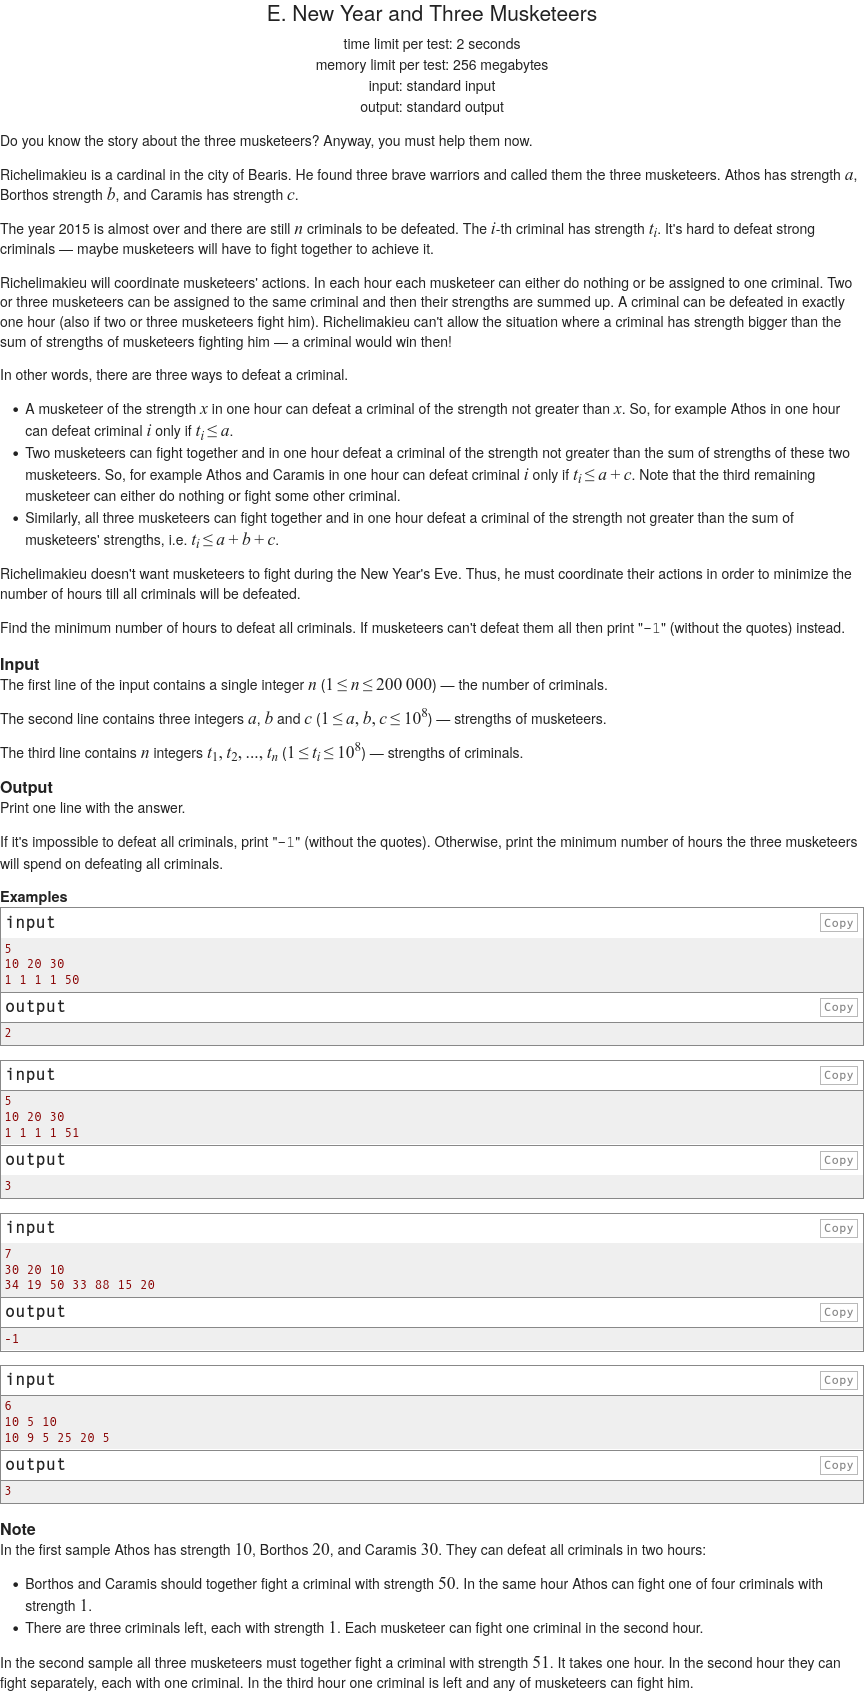 E. New Year and Three Musketeers
time limit per test: 2 seconds
memory limit per test: 256 megabytes
input: standard input
output: standard output
Do you know the story about the three musketeers? Anyway, you must help them now.
Richelimakieu is a cardinal in the city of Bearis. He found three brave warriors and called them the three musketeers. Athos has strength a,
Borthos strength b, and Caramis has strength c.
The year 2015 is almost over and there are still n criminals to be defeated. The i-th criminal has strength tᵢ. It's hard to defeat strong
criminals — maybe musketeers will have to fight together to achieve it.
Richelimakieu will coordinate musketeers' actions. In each hour each musketeer can either do nothing or be assigned to one criminal. Two
or three musketeers can be assigned to the same criminal and then their strengths are summed up. A criminal can be defeated in exactly
one hour (also if two or three musketeers fight him). Richelimakieu can't allow the situation where a criminal has strength bigger than the
sum of strengths of musketeers fighting him — a criminal would win then!
In other words, there are three ways to defeat a criminal.
• A musketeer of the strength x in one hour can defeat a criminal of the strength not greater than x. So, for example Athos in one hour
can defeat criminal i only if tᵢ ≤ a.
• Two musketeers can fight together and in one hour defeat a criminal of the strength not greater than the sum of strengths of these two
musketeers. So, for example Athos and Caramis in one hour can defeat criminal i only if tᵢ ≤ a + c. Note that the third remaining
musketeer can either do nothing or fight some other criminal.
• Similarly, all three musketeers can fight together and in one hour defeat a criminal of the strength not greater than the sum of
musketeers' strengths, i.e. tᵢ ≤ a + b + c.
Richelimakieu doesn't want musketeers to fight during the New Year's Eve. Thus, he must coordinate their actions in order to minimize the
number of hours till all criminals will be defeated.
Find the minimum number of hours to defeat all criminals. If musketeers can't defeat them all then print "-1" (without the quotes) instead.
Input
The first line of the input contains a single integer n (1 ≤ n ≤ 200 000) — the number of criminals.
The second line contains three integers a, b and c (1 ≤ a, b, c ≤ 10⁸) — strengths of musketeers.
The third line contains n integers t₁, t₂, ..., tₙ (1 ≤ tᵢ ≤ 10⁸) — strengths of criminals.
Output
Print one line with the answer.
If it's impossible to defeat all criminals, print "-1" (without the quotes). Otherwise, print the minimum number of hours the three musketeers
will spend on defeating all criminals.
Examples
input Copy
5
10 20 30
1 1 1 1 50
output Copy
2
input Copy
5
10 20 30
1 1 1 1 51
output Copy
3
input Copy
7
30 20 10
34 19 50 33 88 15 20
output Copy
-1
input Copy
6
10 5 10
10 9 5 25 20 5
output Copy
3
Note
In the first sample Athos has strength 10, Borthos 20, and Caramis 30. They can defeat all criminals in two hours:
• Borthos and Caramis should together fight a criminal with strength 50. In the same hour Athos can fight one of four criminals with
strength 1.
• There are three criminals left, each with strength 1. Each musketeer can fight one criminal in the second hour.
In the second sample all three musketeers must together fight a criminal with strength 51. It takes one hour. In the second hour they can
fight separately, each with one criminal. In the third hour one criminal is left and any of musketeers can fight him.